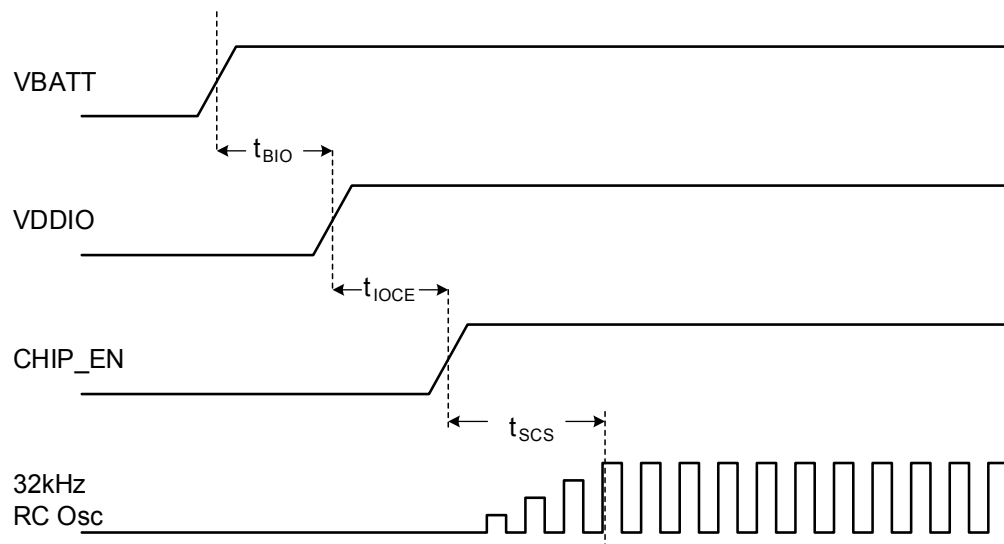 VBATT
tBIO
VDDIO
tIOCE
CHIP_EN
tSCS
32kHz
RC Osc